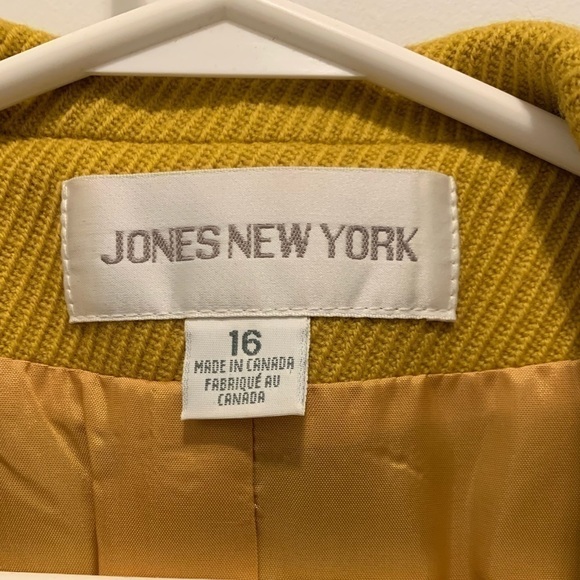 JONES NEW YORK
16
MADE IN CANADA
FABRIQUÉ AU
CANADA